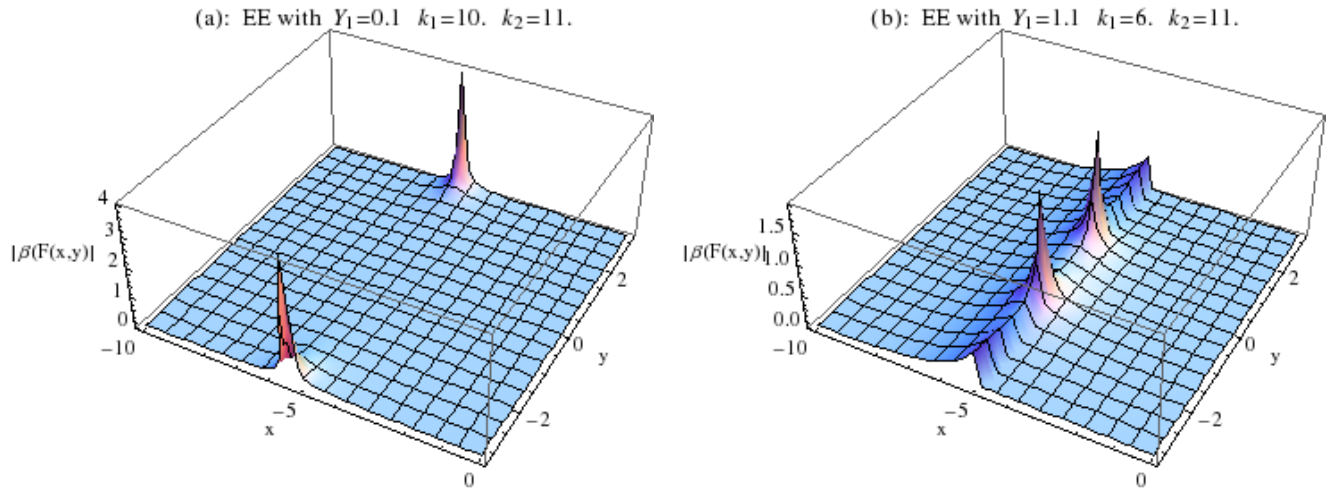 (a): EE with Y₁=0.1 k₁=10. k₂=11.
4
3
2
1
0
|β(F(x,y)|
−10
−5
0
x
2
0
−2
y
(b): EE with Y₁=1.1 k₁=6. k₂=11.
1.5
1.0
0.5
0.0
|β(F(x,y)|
−10
−5
0
x
2
0
−2
y